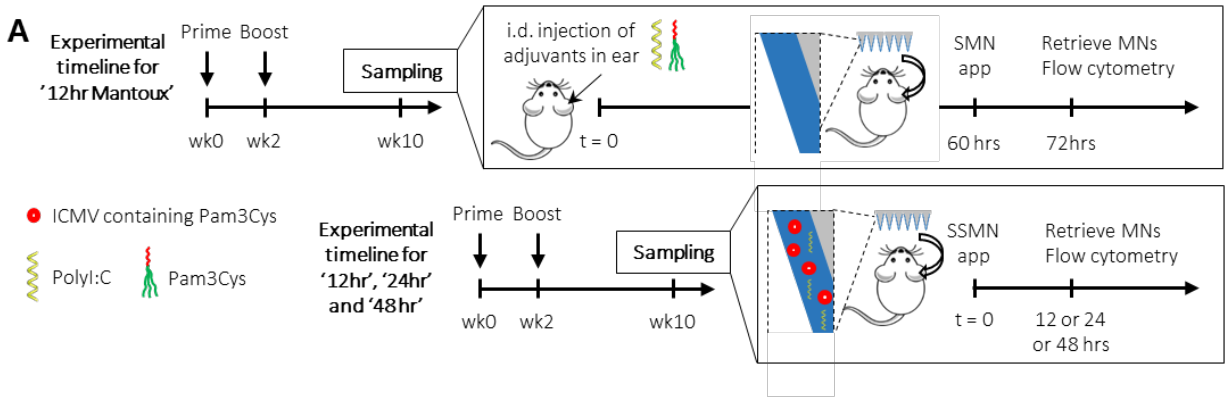 A
Experimental
timeline for
'12hr Mantoux'
Prime Boost
wk0 wk2 wk10
Sampling
i.d. injection of
adjuvants in ear
t = 0
SMN
app
Retrieve MNs
Flow cytometry
60 hrs 72hrs
ICMV containing Pam3Cys
PolyI:C Pam3Cys
Experimental
timeline for
'12hr', '24hr'
and '48hr'
Prime Boost
wk0 wk2 wk10
Sampling
SSMN
app
Retrieve MNs
Flow cytometry
t = 0
12 or 24
or 48 hrs